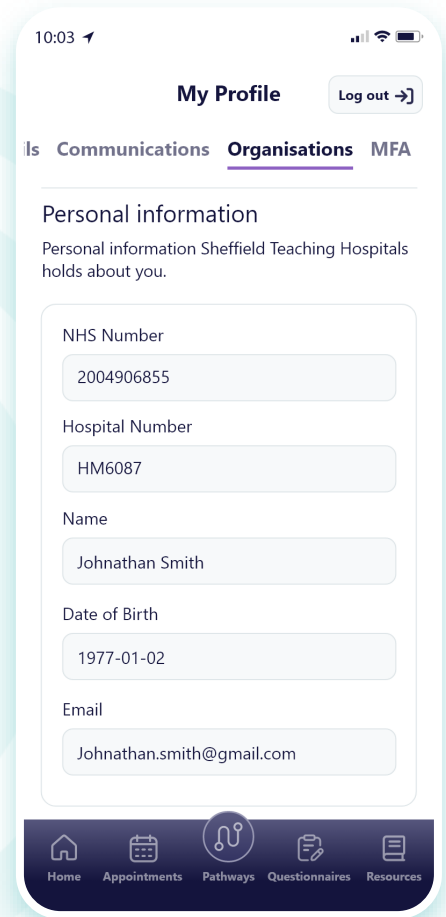 10:03
My Profile
Log out
ls Communications Organisations MFA
Personal information
Personal information Sheffield Teaching Hospitals
holds about you.
NHS Number
2004906855
Hospital Number
HM6087
Name
Johnathan Smith
Date of Birth
1977-01-02
Email
Johnathan.smith@gmail.com
Home Appointments Pathways Questionnaires Resources